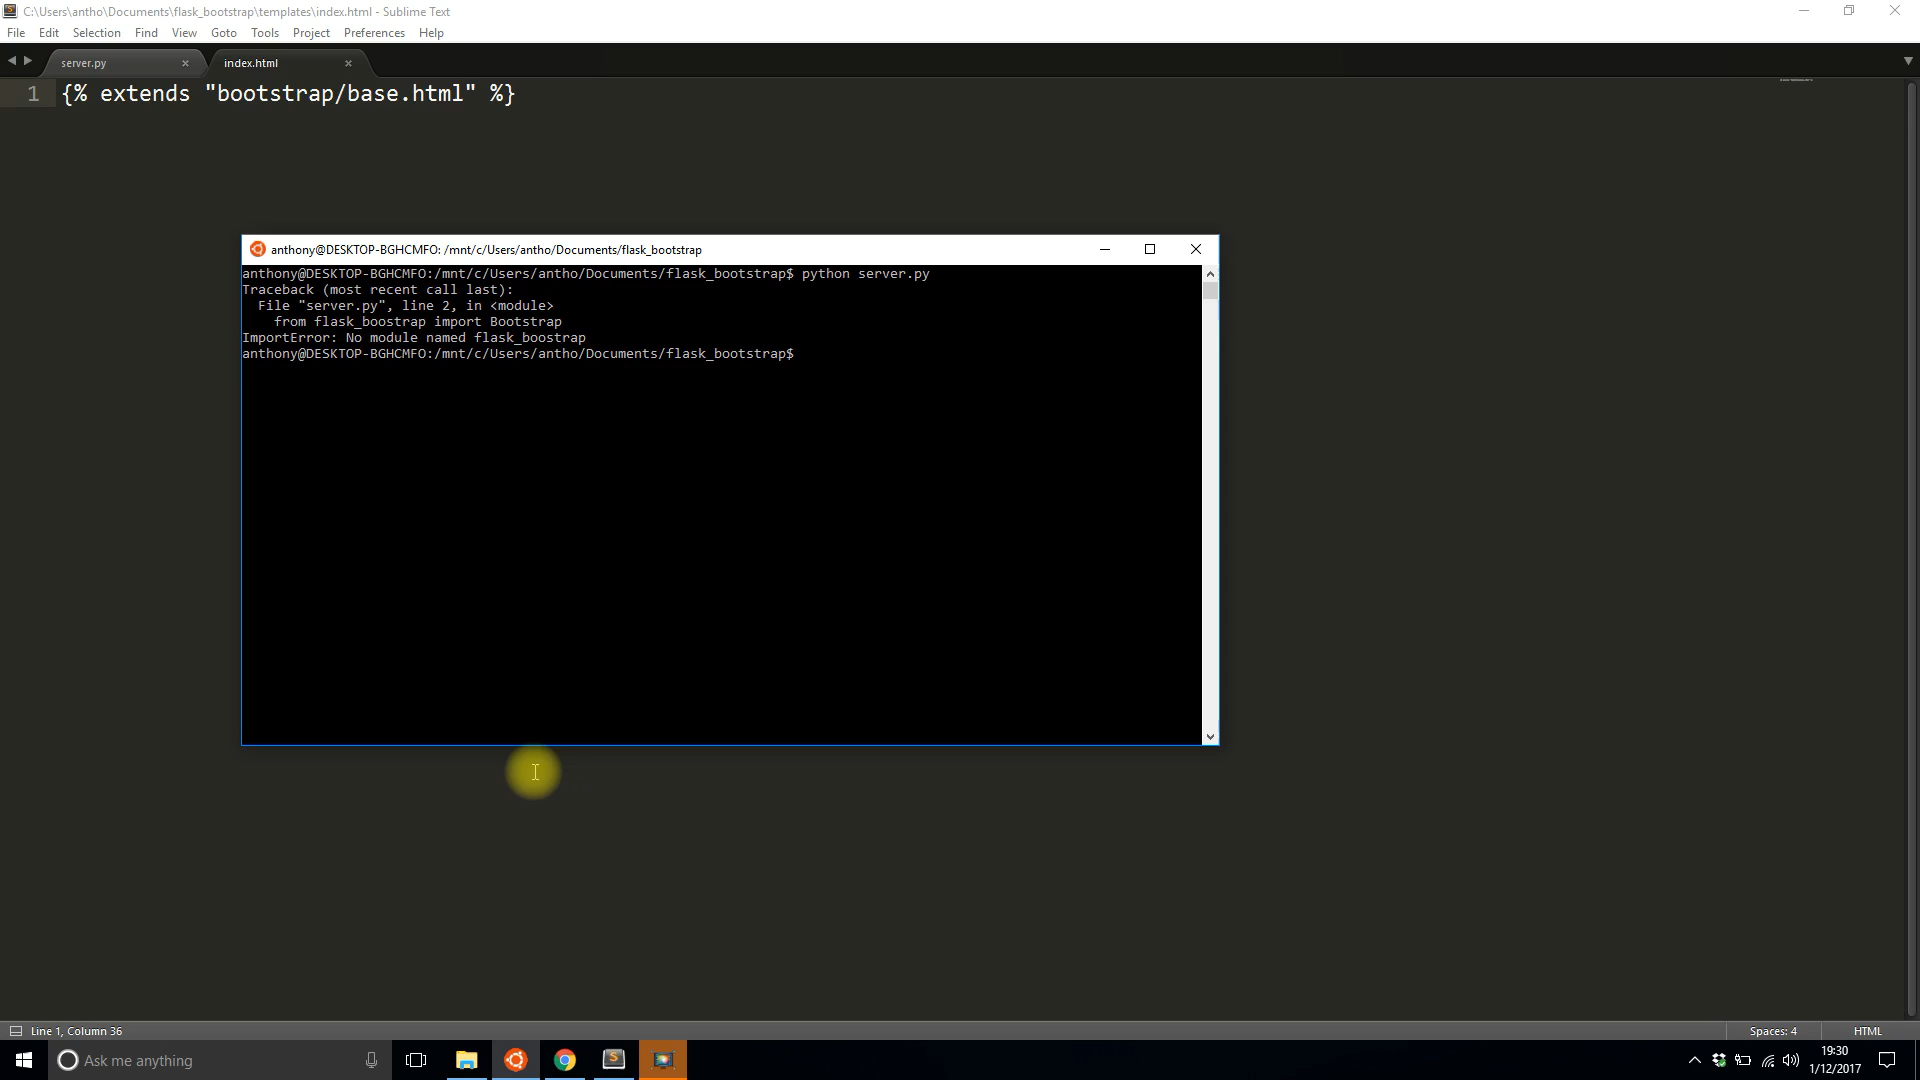 C:\Users\antho\Documents\flask_bootstrap\templates\index.html - Sublime Text
File Edit Selection Find View Goto Tools Project Preferences Help
server.py
index.html
1 {% extends "bootstrap/base.html" %}
anthony@DESKTOP-BGHCMFO: /mnt/c/Users/antho/Documents/flask_bootstrap
anthony@DESKTOP-BGHCMFO:/mnt/c/Users/antho/Documents/flask_bootstrap$ python server.py
Traceback (most recent call last):
  File "server.py", line 2, in <module>
    from flask_boostrap import Bootstrap
ImportError: No module named flask_boostrap
anthony@DESKTOP-BGHCMFO:/mnt/c/Users/antho/Documents/flask_bootstrap$
Line 1, Column 36
Spaces: 4
HTML
Ask me anything
19:30
1/12/2017